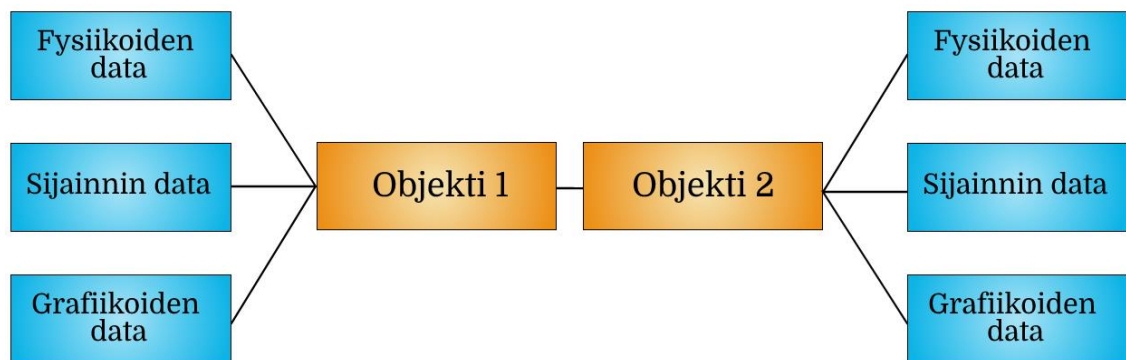 Fysiikoiden
data
Sijainnin data
Grafiikoiden
data
Objekti 1
Objekti 2
Fysiikoiden
data
Sijainnin data
Grafiikoiden
data